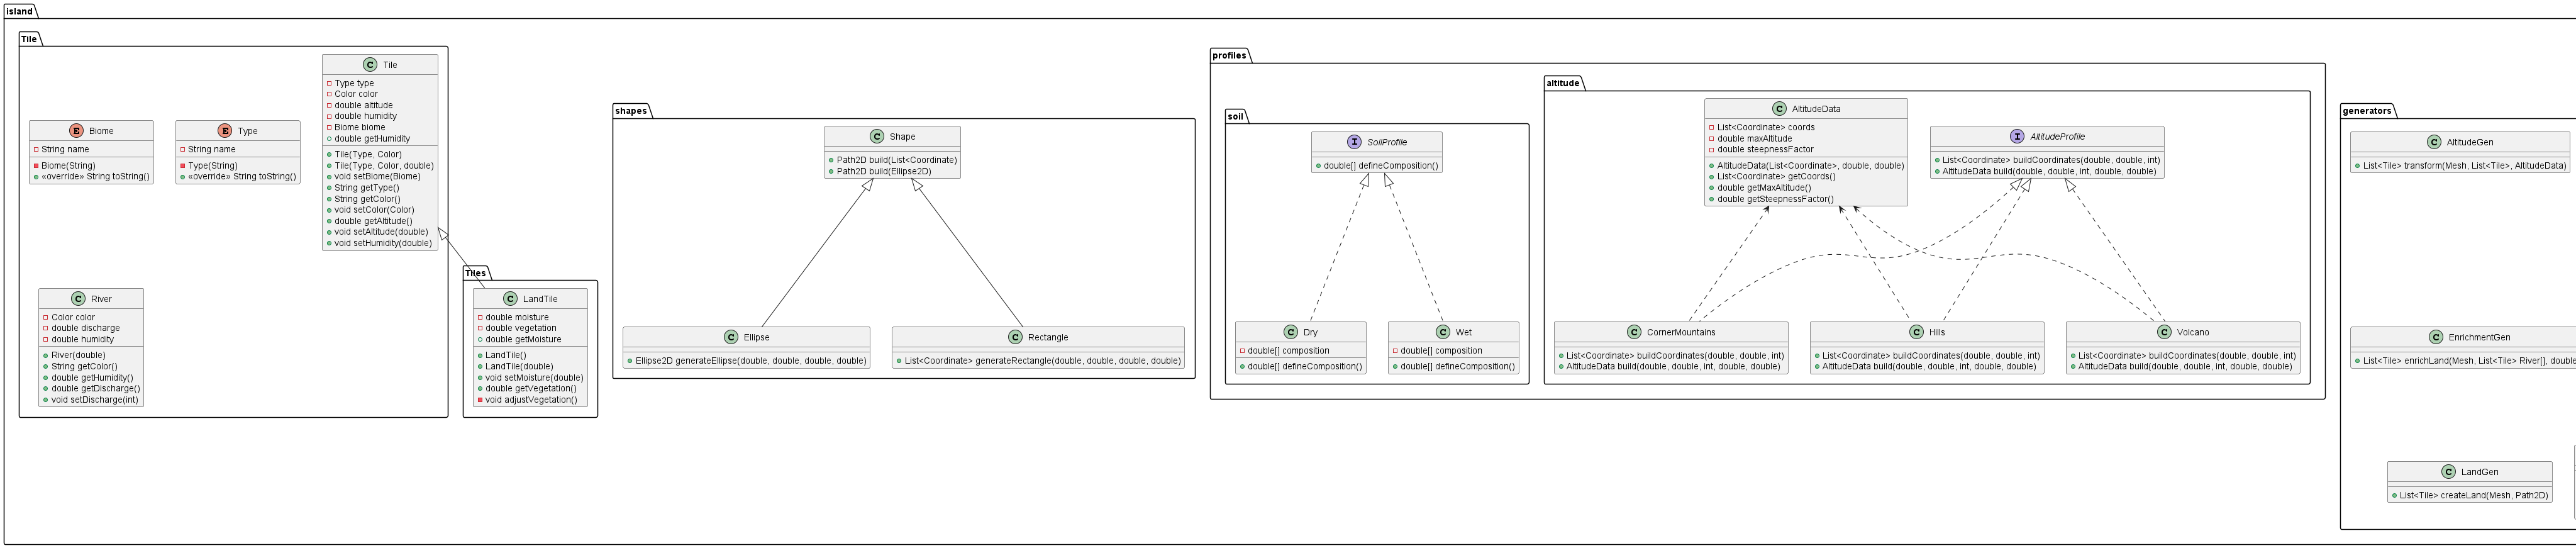 island
Tile
E Biome
String name
Biome(String)
«override» String toString()
E Type
String name
Type(String)
«override» String toString()
C Tile
Type type
Color color
double altitude
double humidity
Biome biome
double getHumidity
Tile(Type, Color)
Tile(Type, Color, double)
void setBiome(Biome)
String getType()
String getColor()
void setColor(Color)
double getAltitude()
void setAltitude(double)
void setHumidity(double)
C River
Color color
double discharge
double humidity
River(double)
String getColor()
double getHumidity()
double getDischarge()
void setDischarge(int)
Tiles
C LandTile
double moisture
double vegetation
double getMoisture
LandTile()
LandTile(double)
void setMoisture(double)
double getVegetation()
void adjustVegetation()
shapes
C Shape
Path2D build(List<Coordinate)
Path2D build(Ellipse2D)
C Ellipse
Ellipse2D generateEllipse(double, double, double, double)
C Rectangle
List<Coordinate> generateRectangle(double, double, double, double)
profiles
soil
I SoilProfile
double[] defineComposition()
C Dry
double[] composition
double[] defineComposition()
C Wet
double[] composition
double[] defineComposition()
altitude
C AltitudeData
List<Coordinate> coords
double maxAltitude
double steepnessFactor
AltitudeData(List<Coordinate>, double, double)
List<Coordinate> getCoords()
double getMaxAltitude()
double getSteepnessFactor()
I AltitudeProfile
List<Coordinate> buildCoordinates(double, double, int)
AltitudeData build(double, double, int, double, double)
C CornerMountains
List<Coordinate> buildCoordinates(double, double, int)
AltitudeData build(double, double, int, double, double)
C Hills
List<Coordinate> buildCoordinates(double, double, int)
AltitudeData build(double, double, int, double, double)
C Volcano
List<Coordinate> buildCoordinates(double, double, int)
AltitudeData build(double, double, int, double, double)
generators
C AltitudeGen
List<Tile> transform(Mesh, List<Tile>, AltitudeData)
C EnrichmentGen
List<Tile> enrichLand(Mesh, List<Tile> River[], double
C LandGen
List<Tile> createLand(Mesh, Path2D)